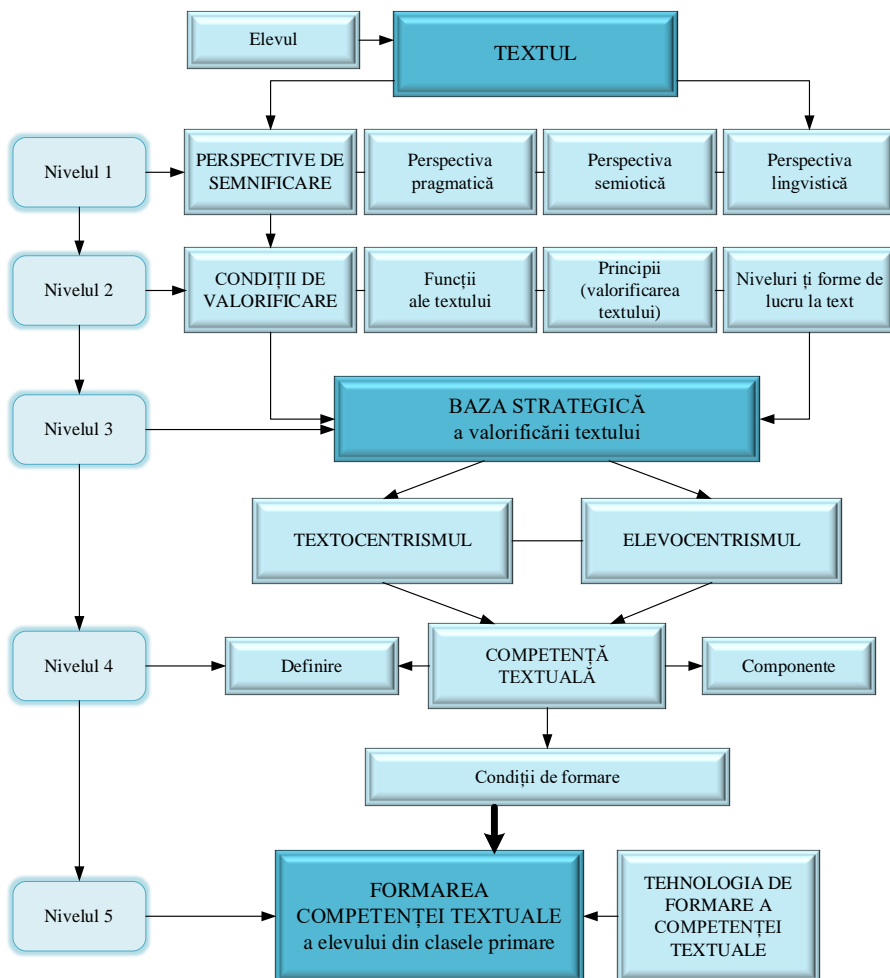 Elevul
TEXTUL
Nivelul 1
PERSPECTIVE DE
SEMNIFICARE
Perspectiva
pragmatică
Perspectiva
semiotică
Perspectiva
lingvistică
Nivelul 2
CONDIȚII DE
VALORIFICARE
Funcții
ale textului
Principii
(valorificarea
textului)
Niveluri ți forme de
lucru la text
Nivelul 3
BAZA STRATEGICĂ
a valorificării textului
TEXTOCENTRISMUL
ELEVOCENTRISMUL
Nivelul 4
Definire
COMPETENȚĂ
TEXTUALĂ
Componente
Condiții de formare
Nivelul 5
FORMAREA
COMPETENȚEI TEXTUALE
a elevului din clasele primare
TEHNOLOGIA DE
FORMARE A
COMPETENȚEI
TEXTUALE